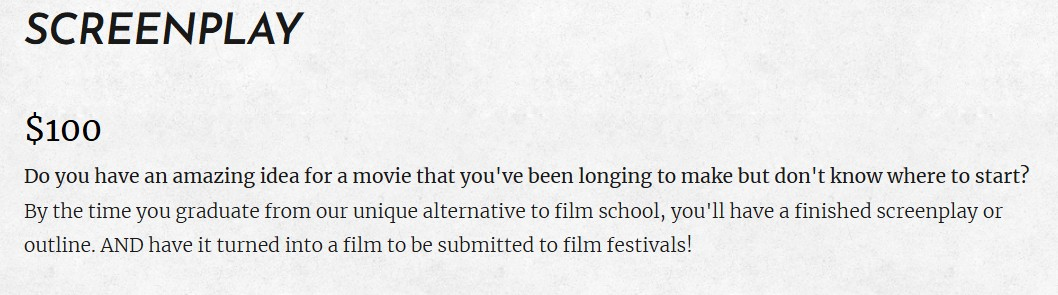 SCREENPLAY
$100
Do you have an amazing idea for a movie that you've been longing to make but don't know where to start?
By the time you graduate from our unique alternative to film school, you'll have a finished screenplay or
outline. AND have it turned into a film to be submitted to film festivals!